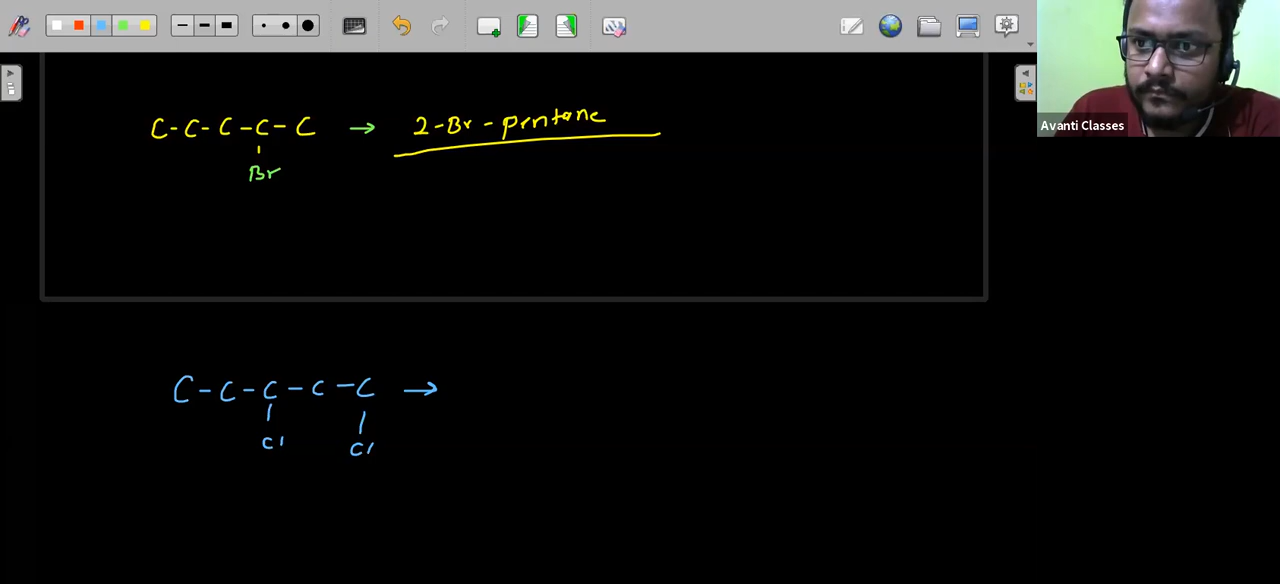 C-C-C-C-C → 2-Br-pentane
Br
C-C-C-C-C →
Cl Cl
Avanti Classes